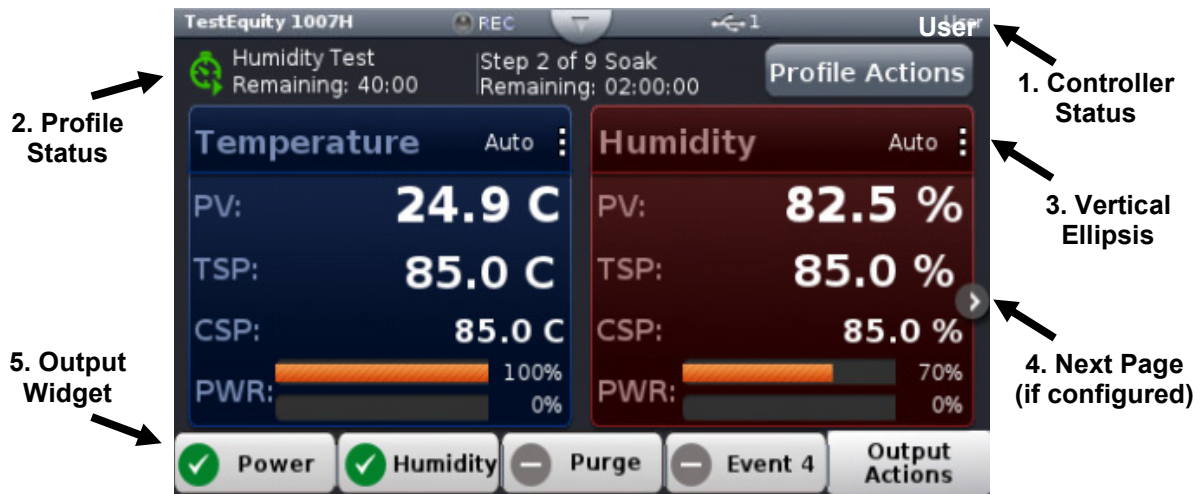 TestEquity 1007H REC 1 User
User
1. Controller Status
2. Profile Status
Humidity Test
Remaining: 40:00
Step 2 of 9 Soak
Remaining: 02:00:00
Profile Actions
Temperature Auto
PV: 24.9 C
TSP: 85.0 C
CSP: 85.0 C
PWR: 100%
0%
Humidity Auto
PV: 82.5 %
TSP: 85.0 %
CSP: 85.0 %
PWR: 70%
0%
3. Vertical Ellipsis
4. Next Page (if configured)
5. Output Widget
Power
Humidity
Purge
Event 4
Output Actions